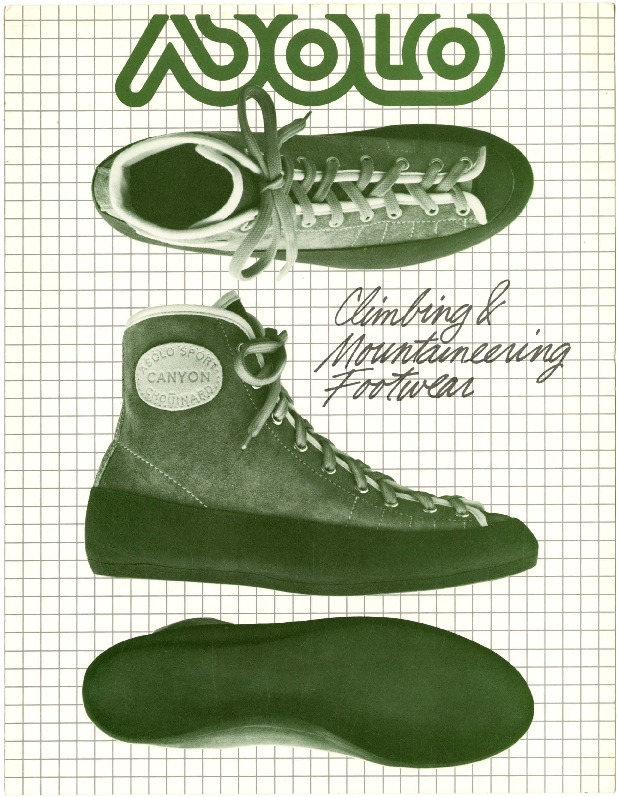 ASOLO
Climbing &
Mountaineering
Footwear
ASOLO SPORT
CANYON
CHOUINARD